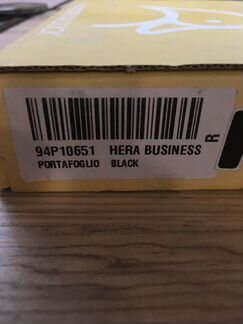 94P10651 HERA BUSINESS
PORTAFOGLIO BLACK
R